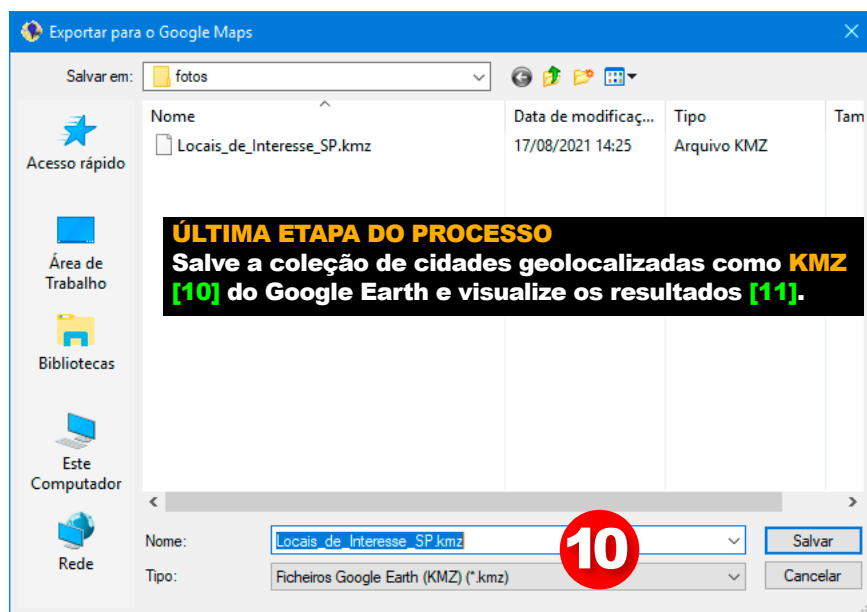 Exportar para o Google Maps
Salvar em:
fotos
Nome
Data de modificaç...
Tipo
Tam
Locais_de_Interesse_SP.kmz
17/08/2021 14:25
Arquivo KMZ
Acesso rápido
Área de
Trabalho
Bibliotecas
Este
Computador
Rede
ÚLTIMA ETAPA DO PROCESSO
Salve a coleção de cidades geolocalizadas como KMZ
[10] do Google Earth e visualize os resultados [11].
Nome:
Locais_de_Interesse_SP.kmz
10
Salvar
Tipo:
Ficheiros Google Earth (KMZ) (*.kmz)
Cancelar